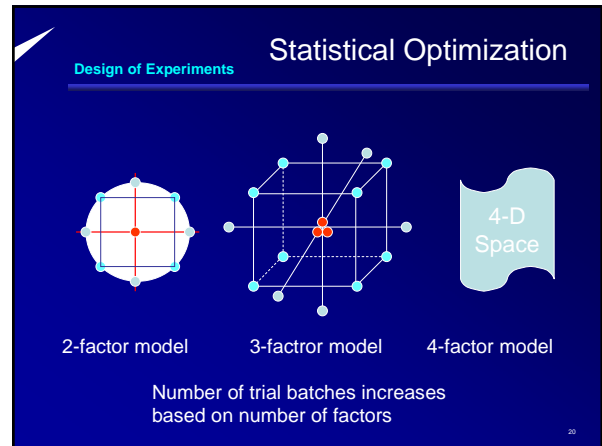 Statistical Optimization
Design of Experiments
4-D
Space
2-factor model
3-factror model
4-factor model
Number of trial batches increases
based on number of factors
20